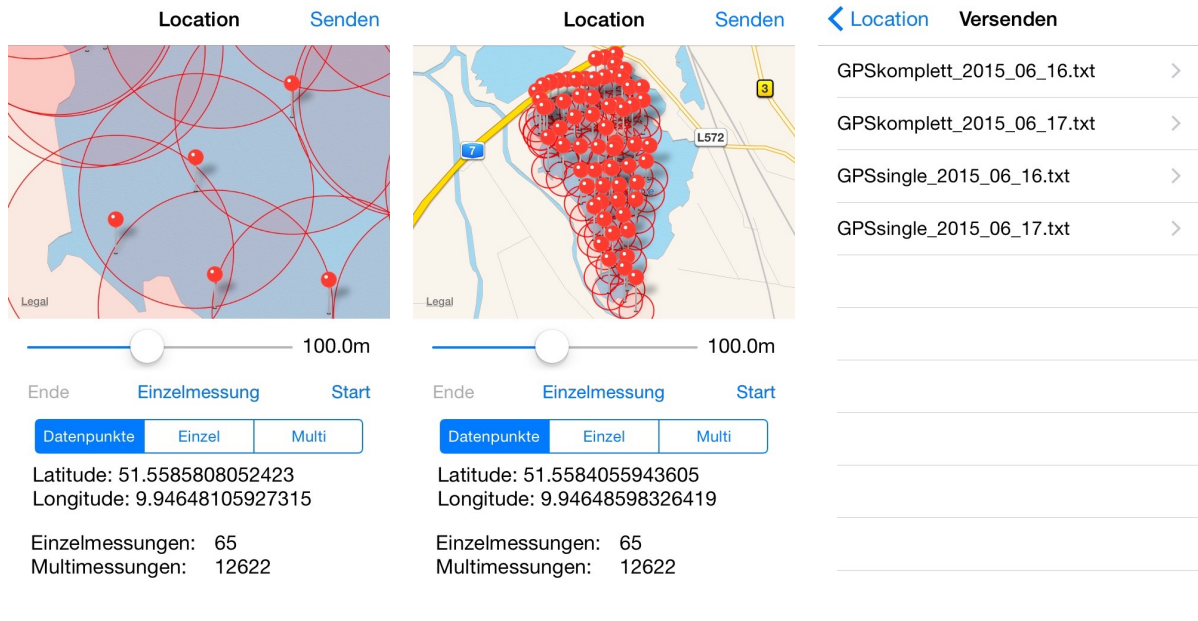 Location
Senden
Legal
100.0m
Ende
Einzelmessung
Start
Datenpunkte
Einzel
Multi
Latitude: 51.5585808052423
Longitude: 9.94648105927315
Einzelmessungen: 65
Multimessungen: 12622
Location
Senden
3
L572
7
Legal
100.0m
Ende
Einzelmessung
Start
Datenpunkte
Einzel
Multi
Latitude: 51.5584055943605
Longitude: 9.94648598326419
Einzelmessungen: 65
Multimessungen: 12622
Location
Versenden
GPSkomplett_2015_06_16.txt
GPSkomplett_2015_06_17.txt
GPSsingle_2015_06_16.txt
GPSsingle_2015_06_17.txt